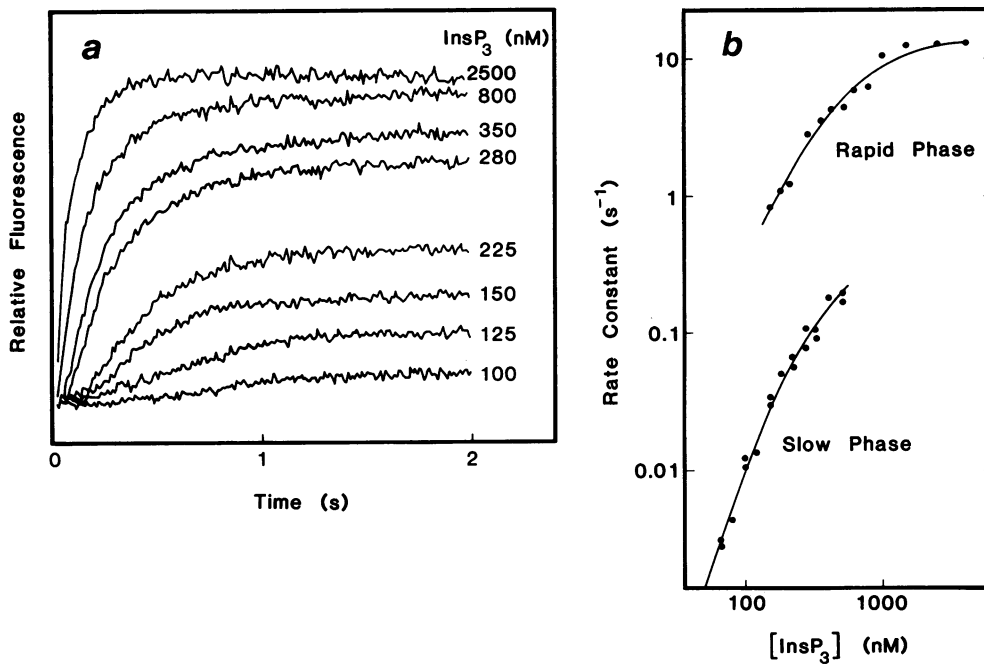 a
InsP3 (nM)
2500
800
350
280
225
150
125
100
Relative Fluorescence
0
1
2
Time (s)
b
10
1
0.1
0.01
Rate Constant (s⁻¹)
Rapid Phase
Slow Phase
100
1000
[InsP3] (nM)